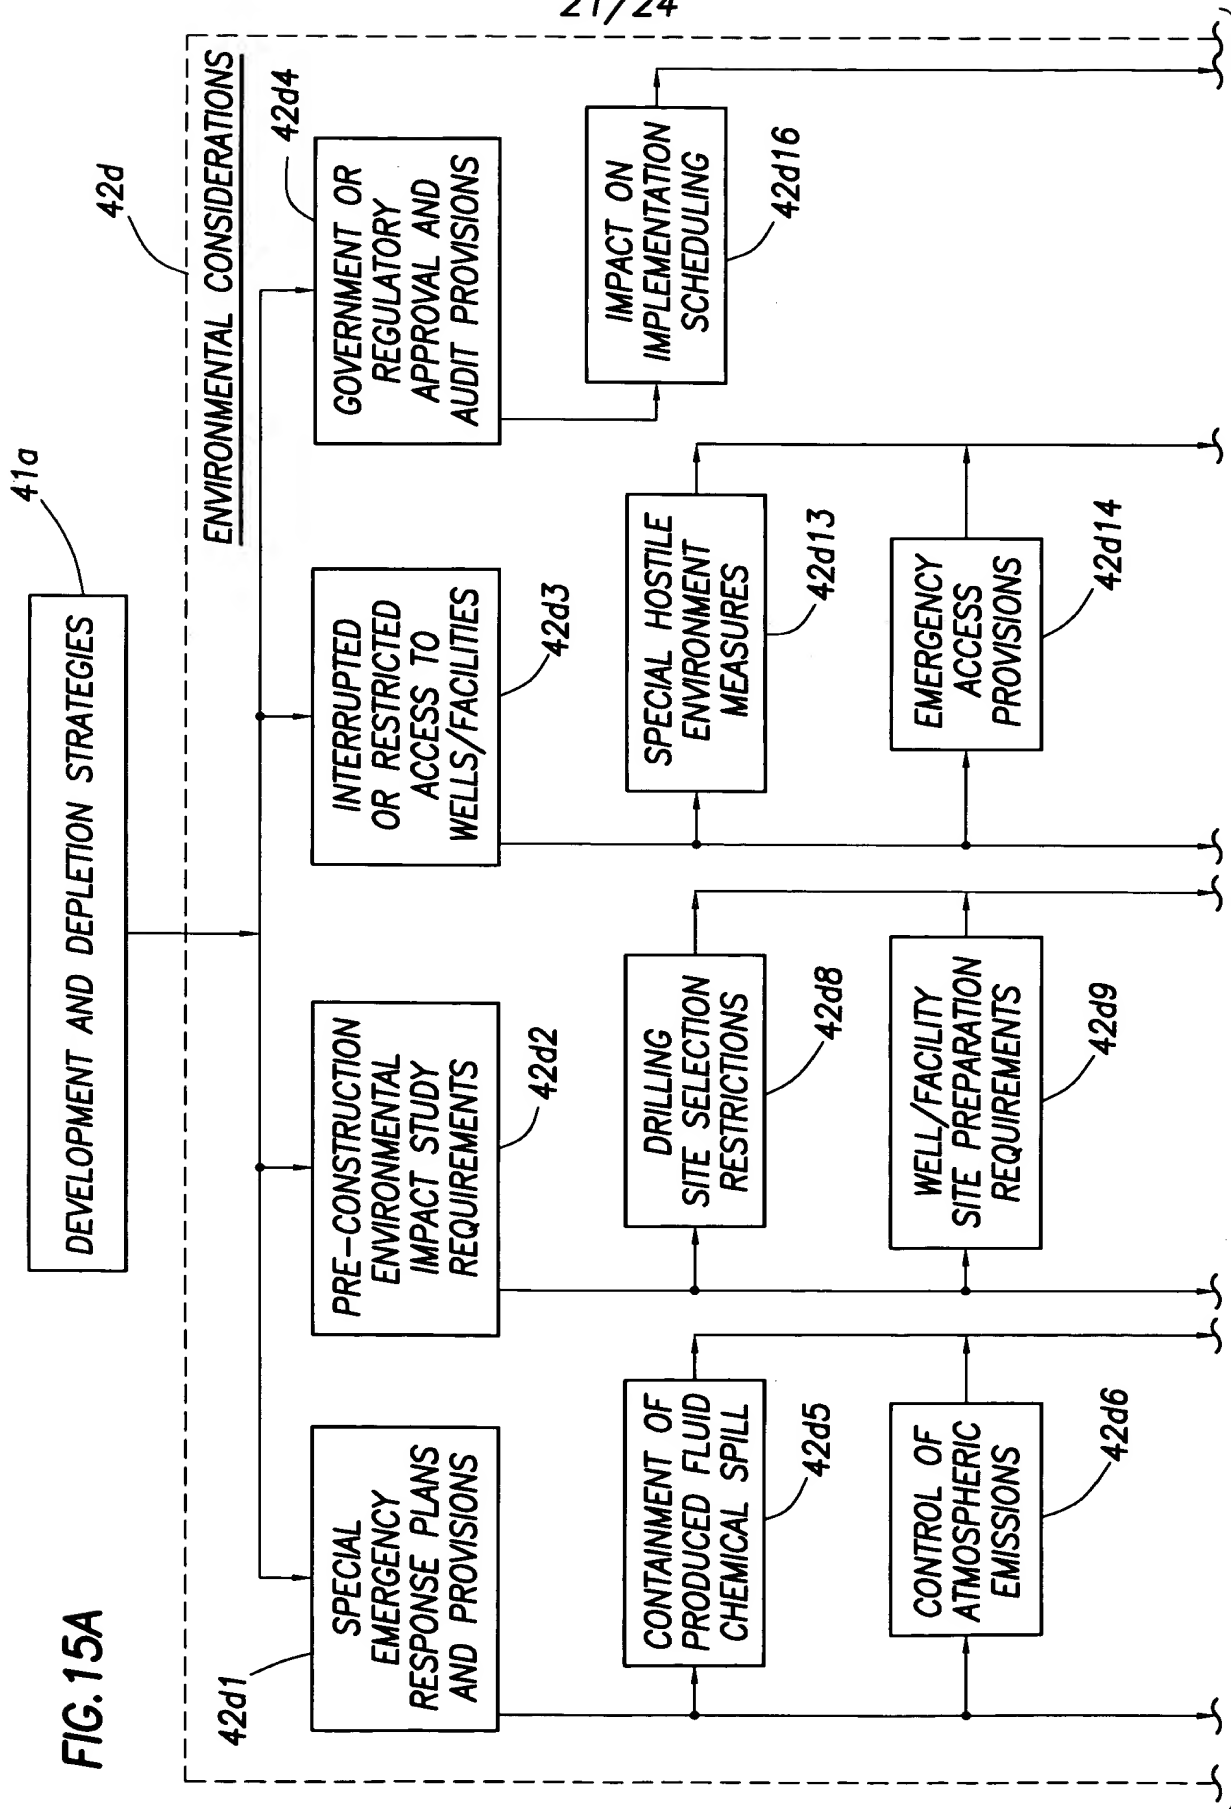 21/24
FIG.15A
41a
DEVELOPMENT AND DEPLETION STRATEGIES
42d
ENVIRONMENTAL CONSIDERATIONS
42d1
SPECIAL
EMERGENCY
RESPONSE PLANS
AND PROVISIONS
PRE-CONSTRUCTION
ENVIRONMENTAL
IMPACT STUDY
REQUIREMENTS
42d2
INTERRUPTED
OR RESTRICTED
ACCESS TO
WELLS/FACILITIES
42d3
42d4
GOVERNMENT OR
REGULATORY
APPROVAL AND
AUDIT PROVISIONS
CONTAINMENT OF
PRODUCED FLUID
CHEMICAL SPILL
42d5
DRILLING
SITE SELECTION
RESTRICTIONS
42d8
SPECIAL HOSTILE
ENVIRONMENT
MEASURES
42d13
IMPACT ON
IMPLEMENTATION
SCHEDULING
42d16
CONTROL OF
ATMOSPHERIC
EMISSIONS
42d6
WELL/FACILITY
SITE PREPARATION
REQUIREMENTS
42d9
EMERGENCY
ACCESS
PROVISIONS
42d14